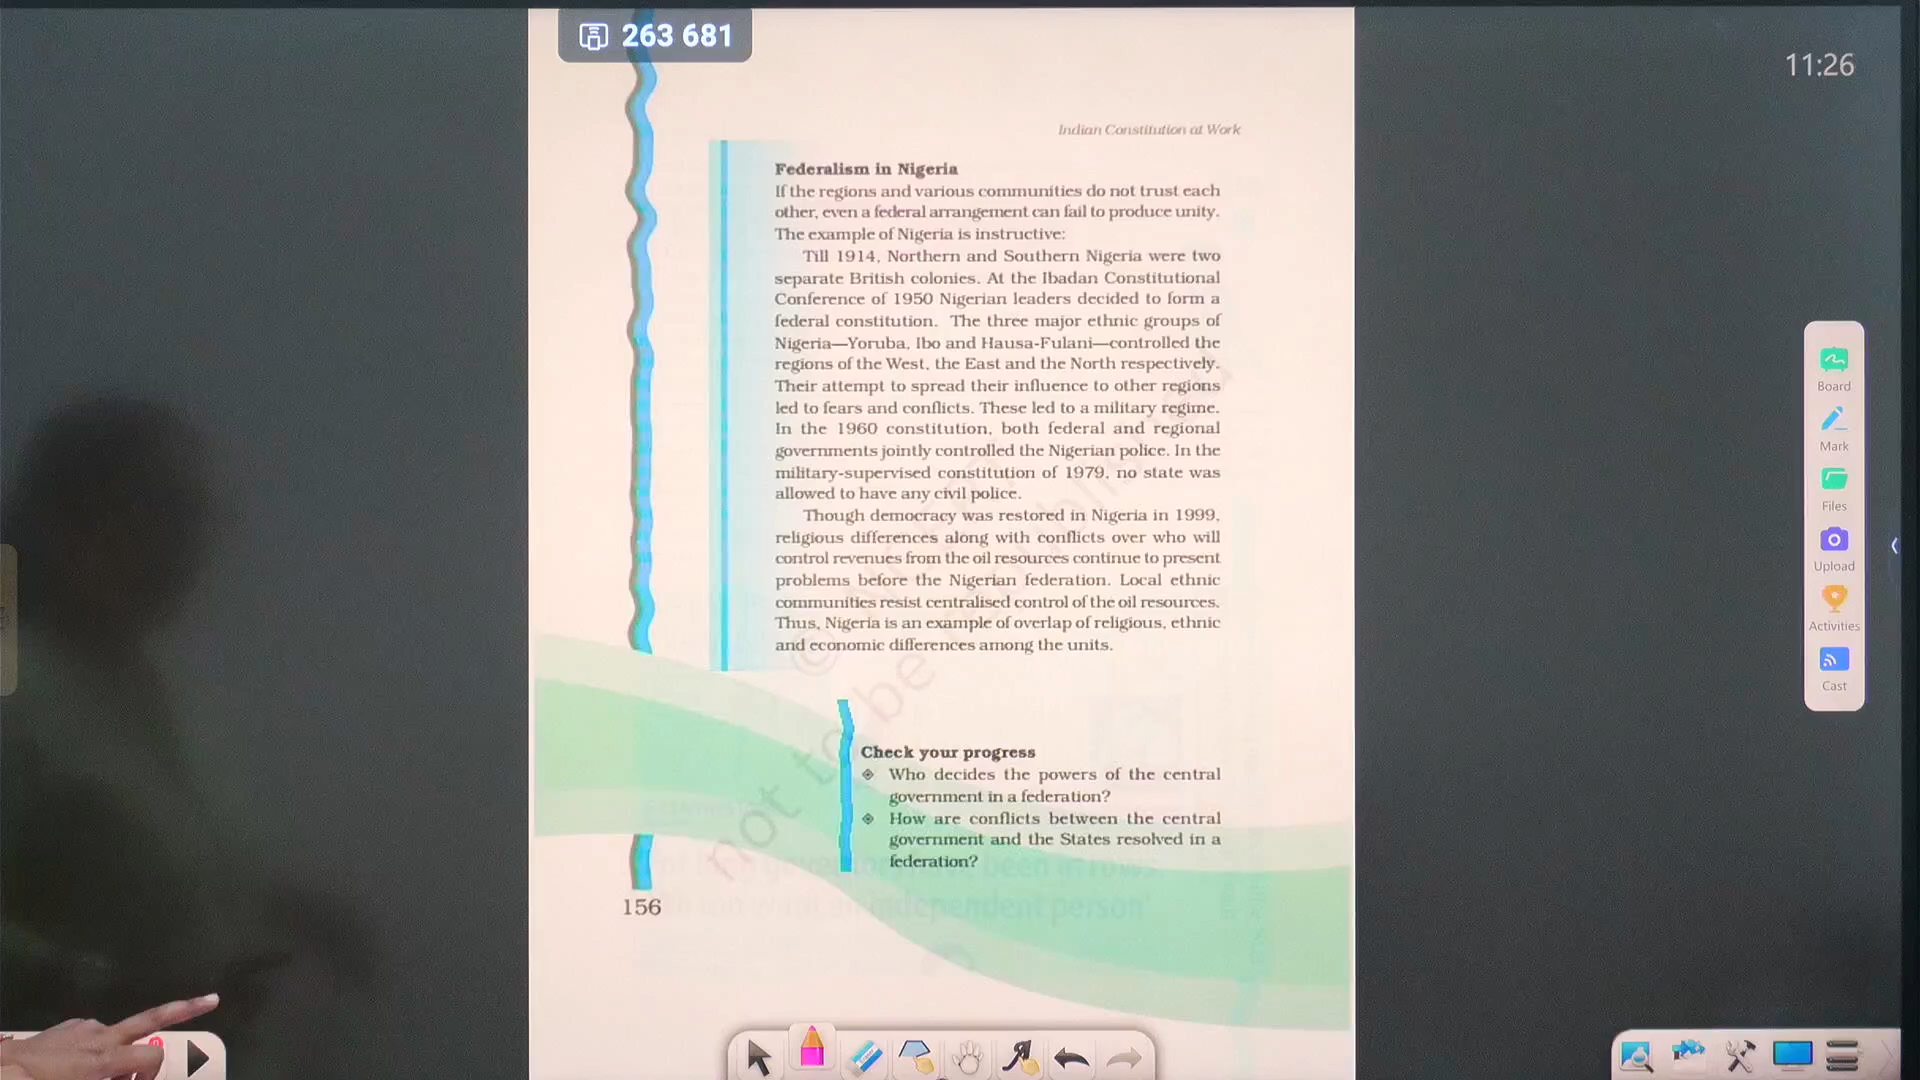 263 681
11:26
Indian Constitution at Work
Federalism in Nigeria
If the regions and various communities do not trust each
other, even a federal arrangement can fail to produce unity.
The example of Nigeria is instructive:
Till 1914, Northern and Southern Nigeria were two
separate British colonies. At the Ibadan Constitutional
Conference of 1950 Nigerian leaders decided to form a
federal constitution. The three major ethnic groups of
Nigeria—Yoruba, Ibo and Hausa-Fulani—controlled the
regions of the West, the East and the North respectively.
Their attempt to spread their influence to other regions
led to fears and conflicts. These led to a military regime.
In the 1960 constitution, both federal and regional
governments jointly controlled the Nigerian police. In the
military-supervised constitution of 1979, no state was
allowed to have any civil police.
Though democracy was restored in Nigeria in 1999,
religious differences along with conflicts over who will
control revenues from the oil resources continue to present
problems before the Nigerian federation. Local ethnic
communities resist centralised control of the oil resources.
Thus, Nigeria is an example of overlap of religious, ethnic
and economic differences among the units.
Check your progress
Who decides the powers of the central
government in a federation?
How are conflicts between the central
government and the States resolved in a
federation?
156
not to be
Board
Mark
Files
Upload
Activities
Cast